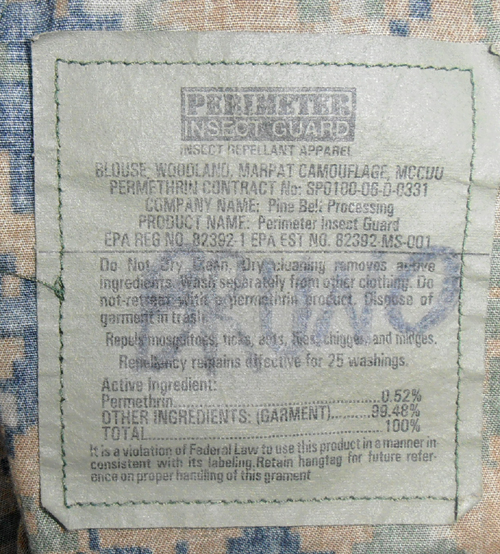 PERIMETER
INSECT GUARD
INSECT REPELLANT APPAREL
BLOUSE, WOODLAND, MARPAT CAMOUFLAGE, MCCUU
PERMETHRIN CONTRACT No: SP0100-06-D-0331
COMPANY NAME: Pine Belt Processing
PRODUCT NAME: Perimeter Insect Guard
EPA REG NO. 82392-1 EPA EST NO. 82392-MS-001
Do Not Dry Clean. Dry cleaning removes active
ingredients. Wash separately from other clothing. Do
not re-treat with a permethrin product. Dispose of
garment in trash.
Repels mosquitoes, ticks, ants, flies, chiggers, and midges.
Repellency remains effective for 25 washings.
Active Ingredient:
Permethrin..........0.52%
OTHER INGREDIENTS: (GARMENT)..........99.48%
TOTAL..........100%
It is a violation of Federal Law to use this product in a manner in-
consistent with its labeling. Retain hangtag for future refer-
ence on proper handling of this grament